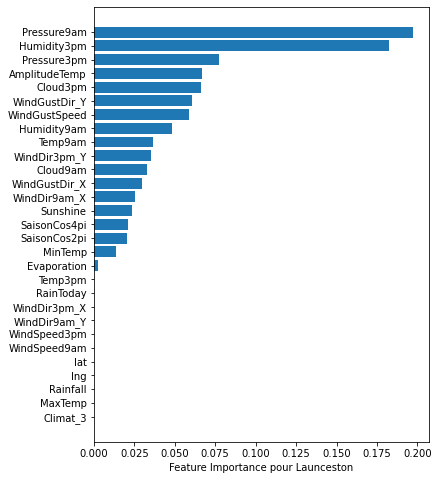 Pressure9am
Humidity3pm
Pressure3pm
AmplitudeTemp
Cloud3pm
WindGustDir_Y
WindGustSpeed
Humidity9am
Temp9am
WindDir3pm_Y
Cloud9am
WindGustDir_X
WindDir9am_X
Sunshine
SaisonCos4pi
SaisonCos2pi
MinTemp
Evaporation
Temp3pm
RainToday
WindDir3pm_X
WindDir9am_Y
WindSpeed3pm
WindSpeed9am
lat
lng
Rainfall
MaxTemp
Climat_3
0.000 0.025 0.050 0.075 0.100 0.125 0.150 0.175 0.200
Feature Importance pour Launceston